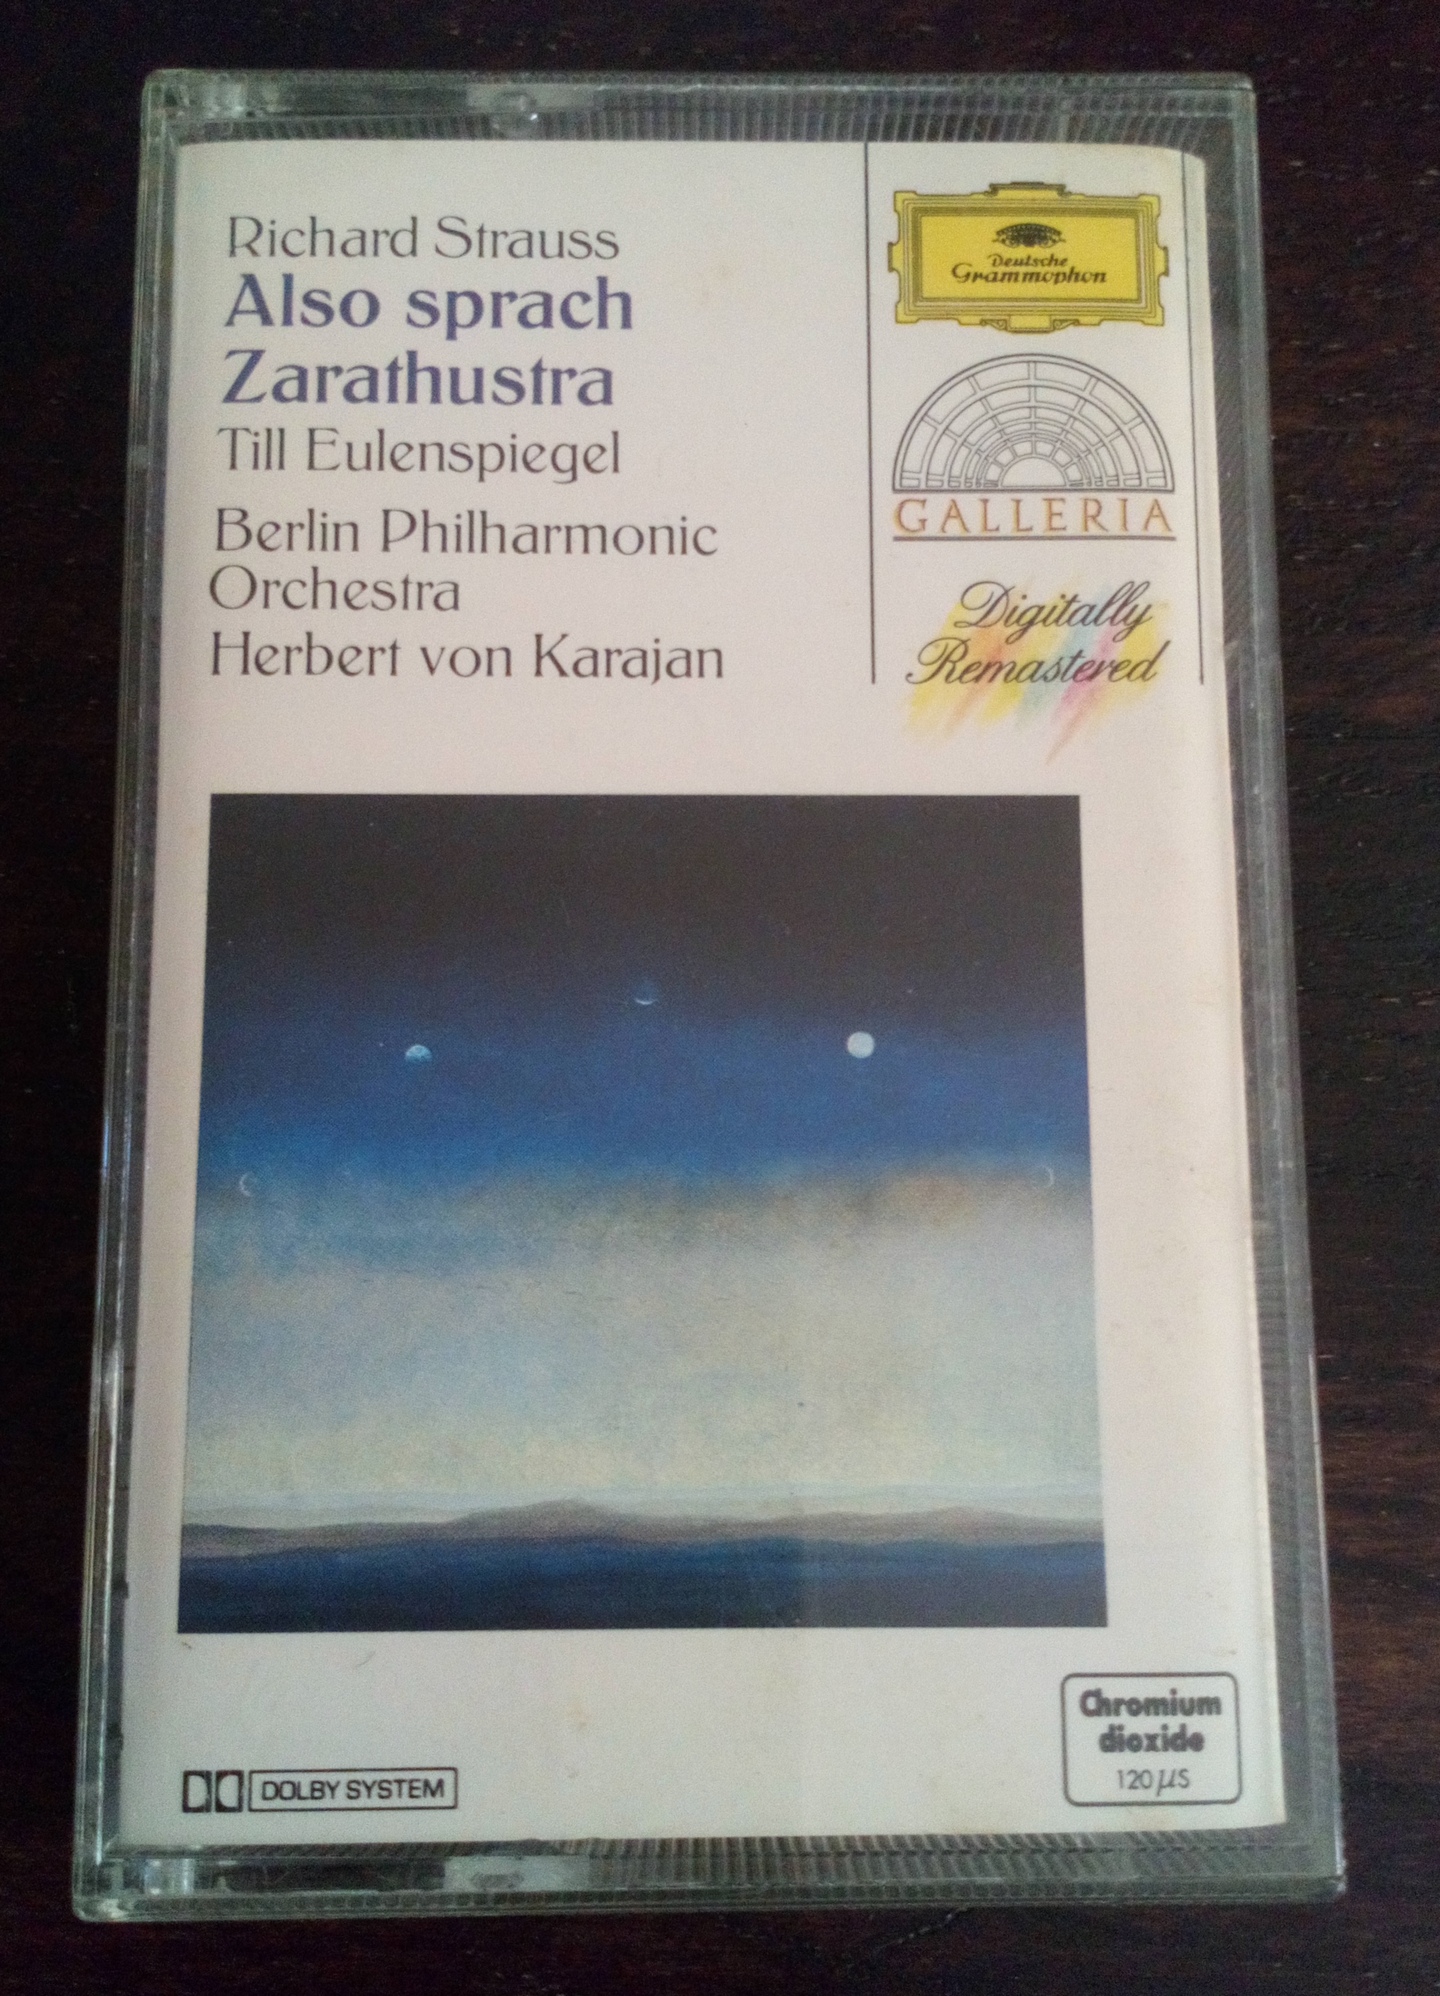 Richard Strauss
Also sprach
Zarathustra
Till Eulenspiegel
Berlin Philharmonic
Orchestra
Herbert von Karajan
Deutsche
Grammophon
GALLERIA
Digitally
Remastered
DOLBY SYSTEM
Chromium
dioxide
120 µs